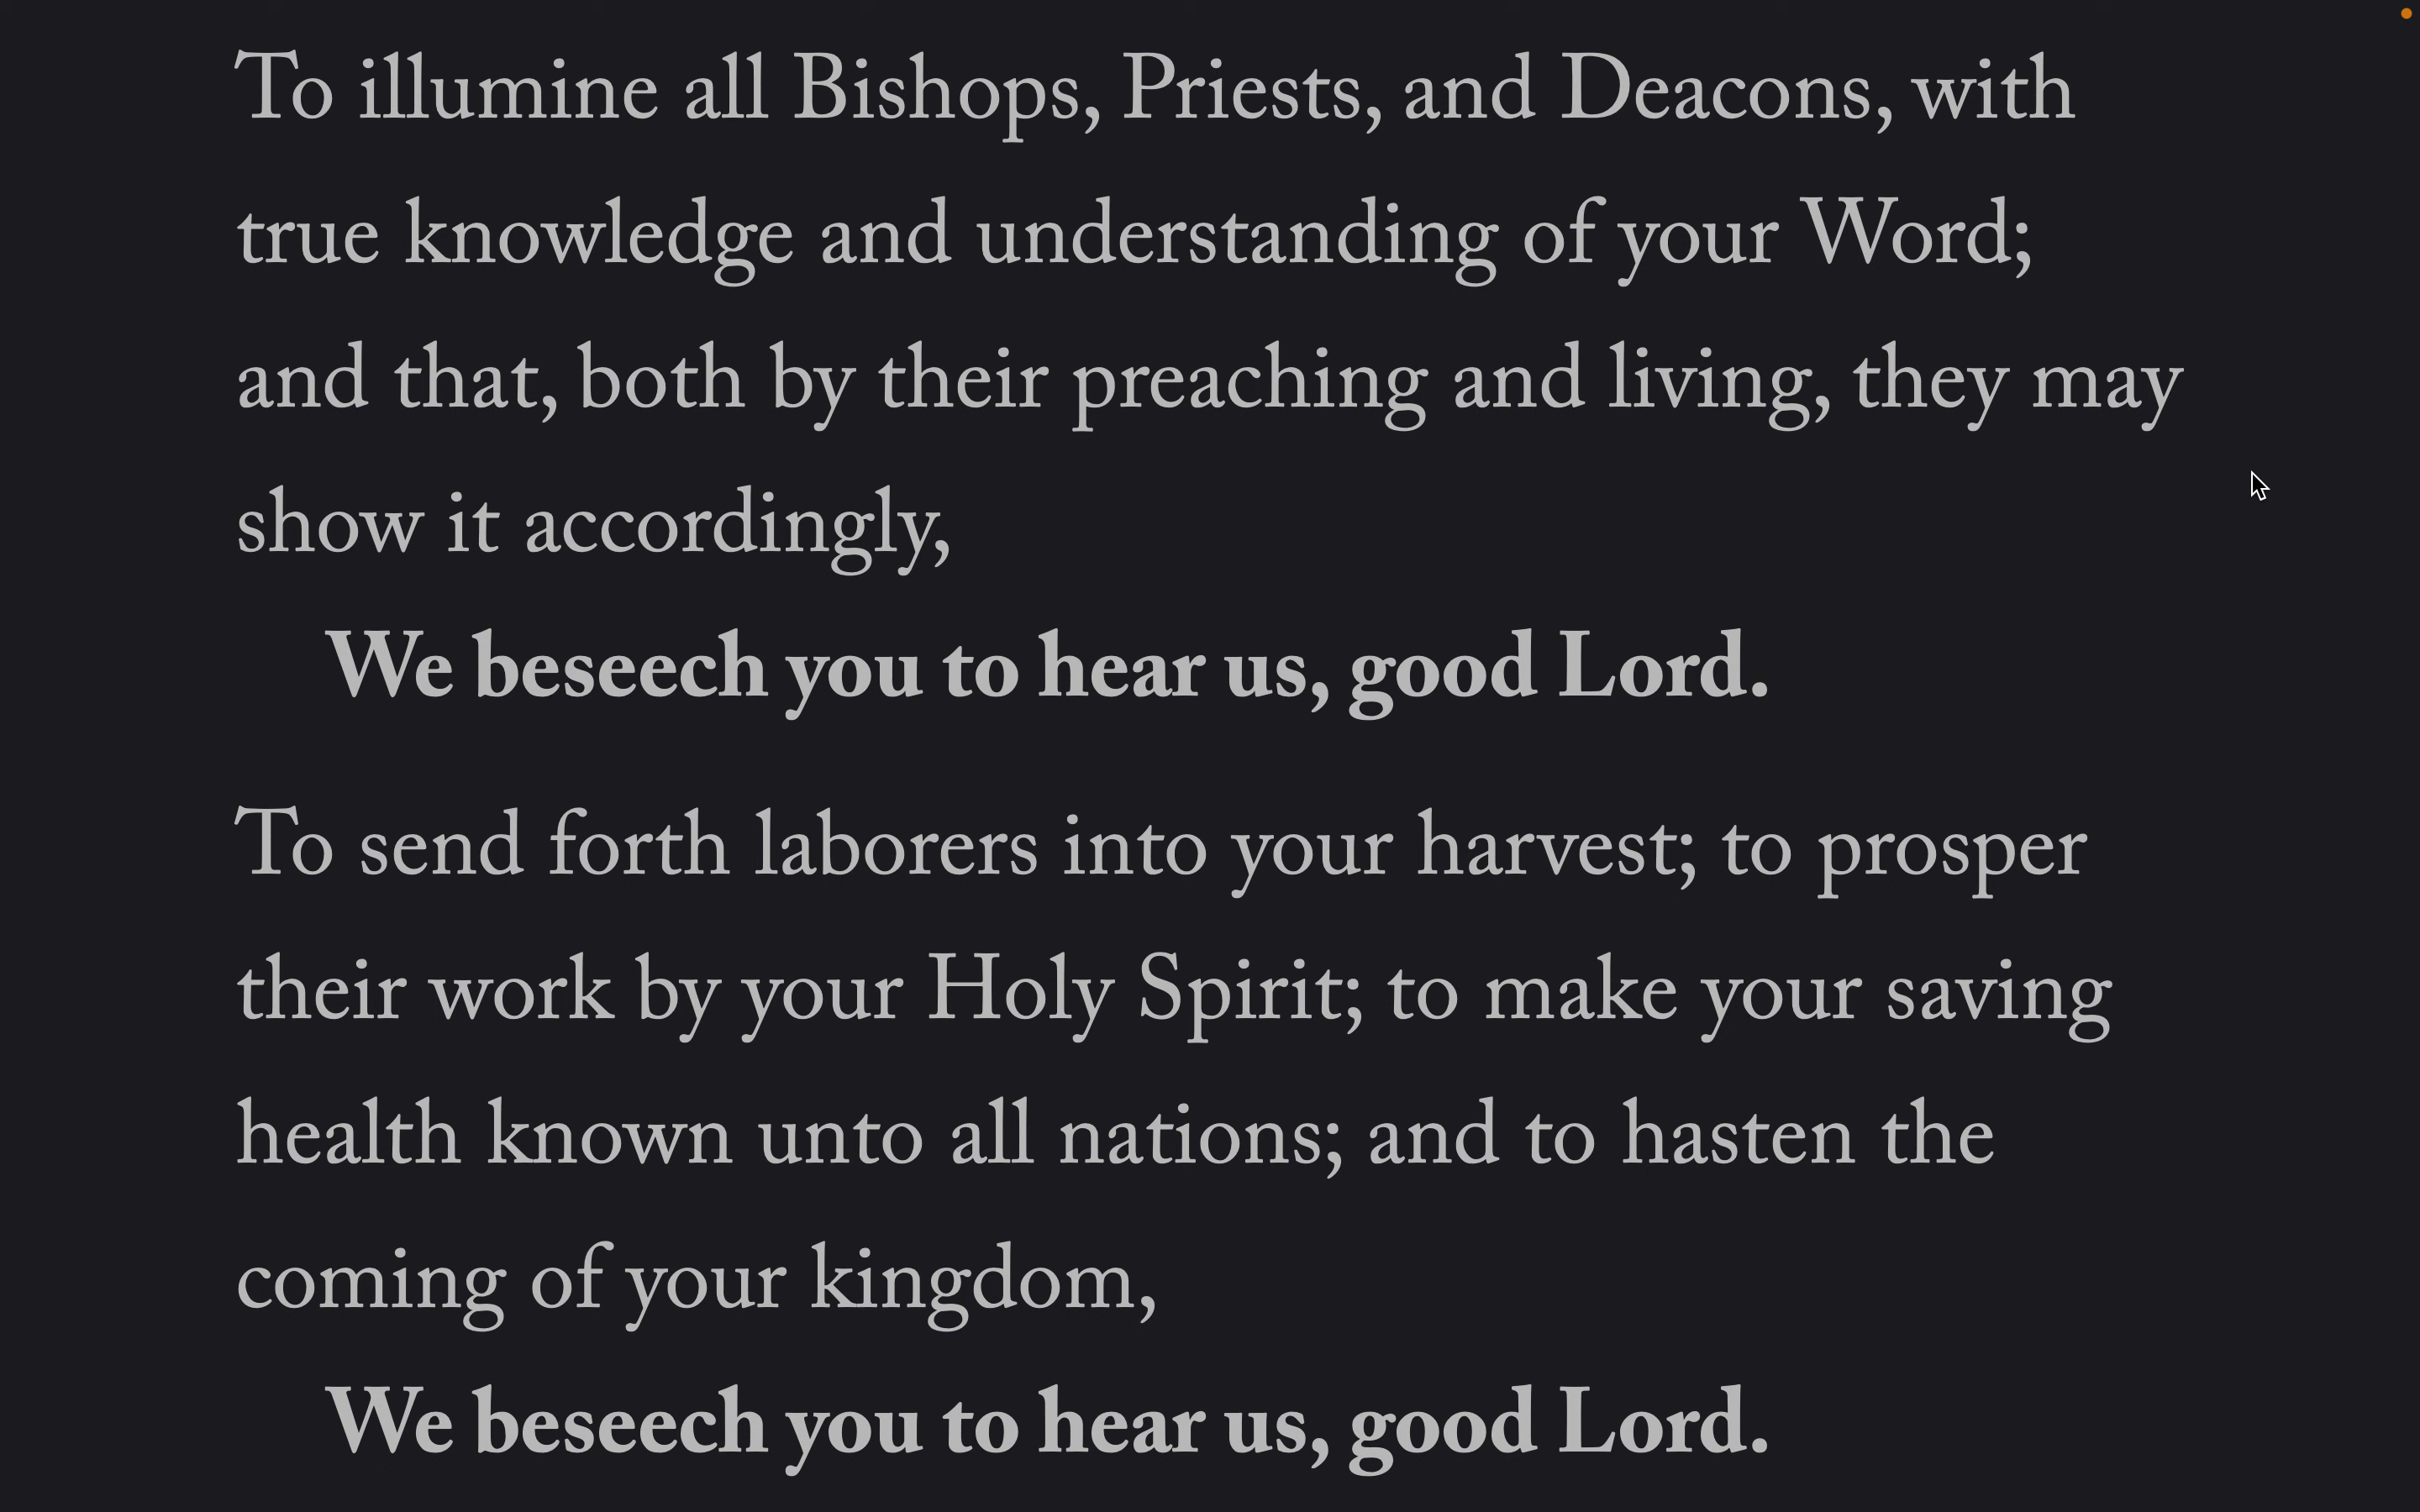 To illumine all Bishops, Priests, and Deacons, with
true knowledge and understanding of your Word;
and that, both by their preaching and living, they may
show it accordingly,
We beseech you to hear us, good Lord.
To send forth laborers into your harvest; to prosper
their work by your Holy Spirit; to make your saving
health known unto all nations; and to hasten the
coming of your kingdom,
We beseech you to hear us, good Lord.